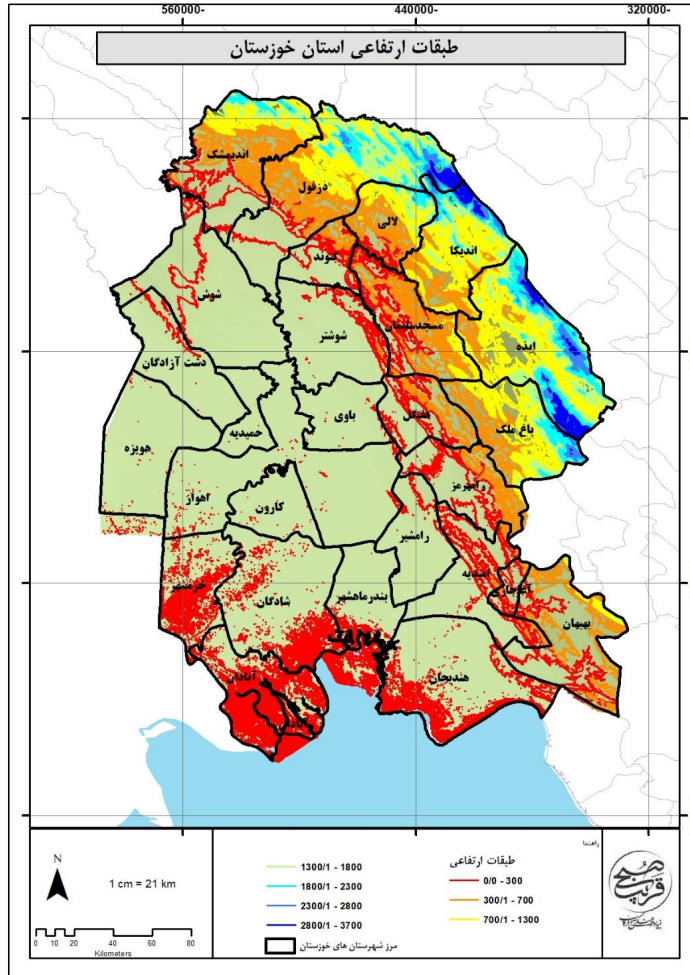 560000-
440000-
320000-
طبقات ارتفاعی استان خوزستان
اندیمشک
دزفول
لالی
اندیکا
گتوند
شوش
مسجدسلیمان
شوشتر
ایذه
دشت آزادگان
باوی
هفتگل
باغ ملک
حمیدیه
هویزه
رامهرمز
اهواز
کارون
رامشیر
امیدیه
آغاجاری
خرمشهر
شادگان
بندرماهشهر
بهبهان
هندیجان
آبادان
راهنما
طبقات ارتفاعی
0/0 - 300
300/1 - 700
700/1 - 1300
1300/1 - 1800
1800/1 - 2300
2300/1 - 2800
2800/1 - 3700
مرز شهرستان های خوزستان
N
1 cm = 21 km
0 5 10 20 40 60 80
Kilometers